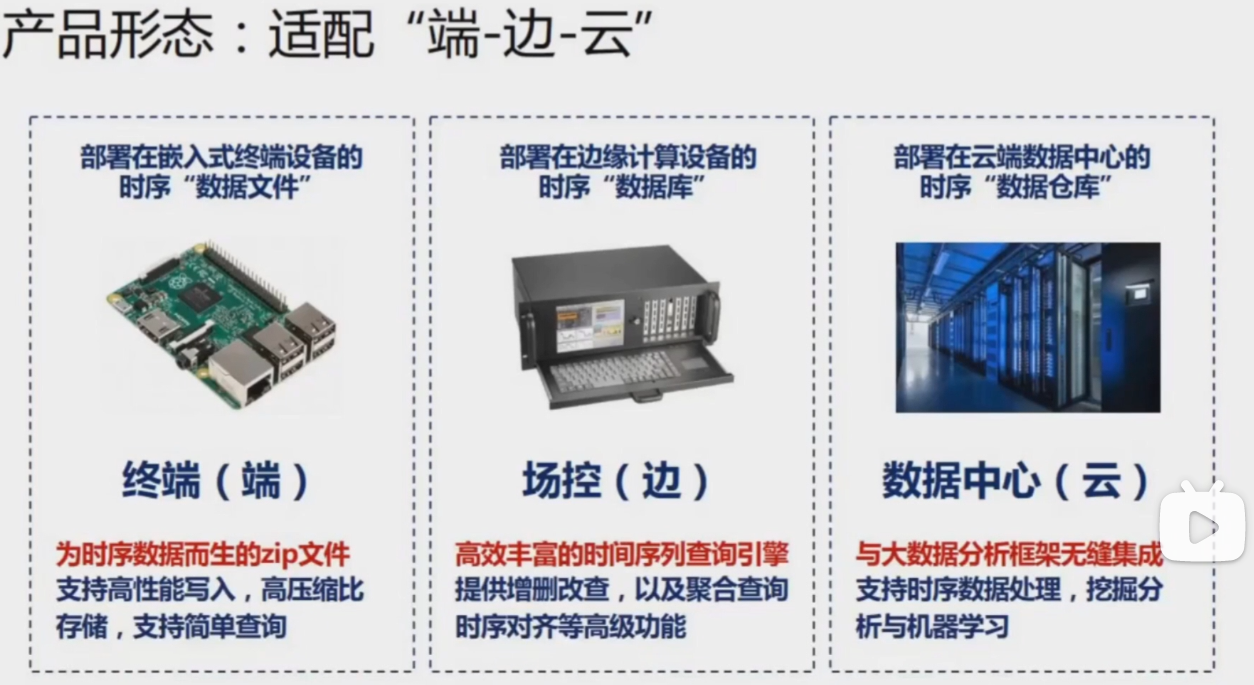 产品形态：适配“端-边-云”
部署在嵌入式终端设备的
时序“数据文件”
终端（端）
为时序数据而生的zip文件
支持高性能写入，高压缩比
存储，支持简单查询
部署在边缘计算设备的
时序“数据库”
场控（边）
高效丰富的时间序列查询引擎
提供增删改查，以及聚合查询
时序对齐等高级功能
部署在云端数据中心的
时序“数据仓库”
数据中心（云）
与大数据分析框架无缝集成
支持时序数据处理，挖掘分
析与机器学习